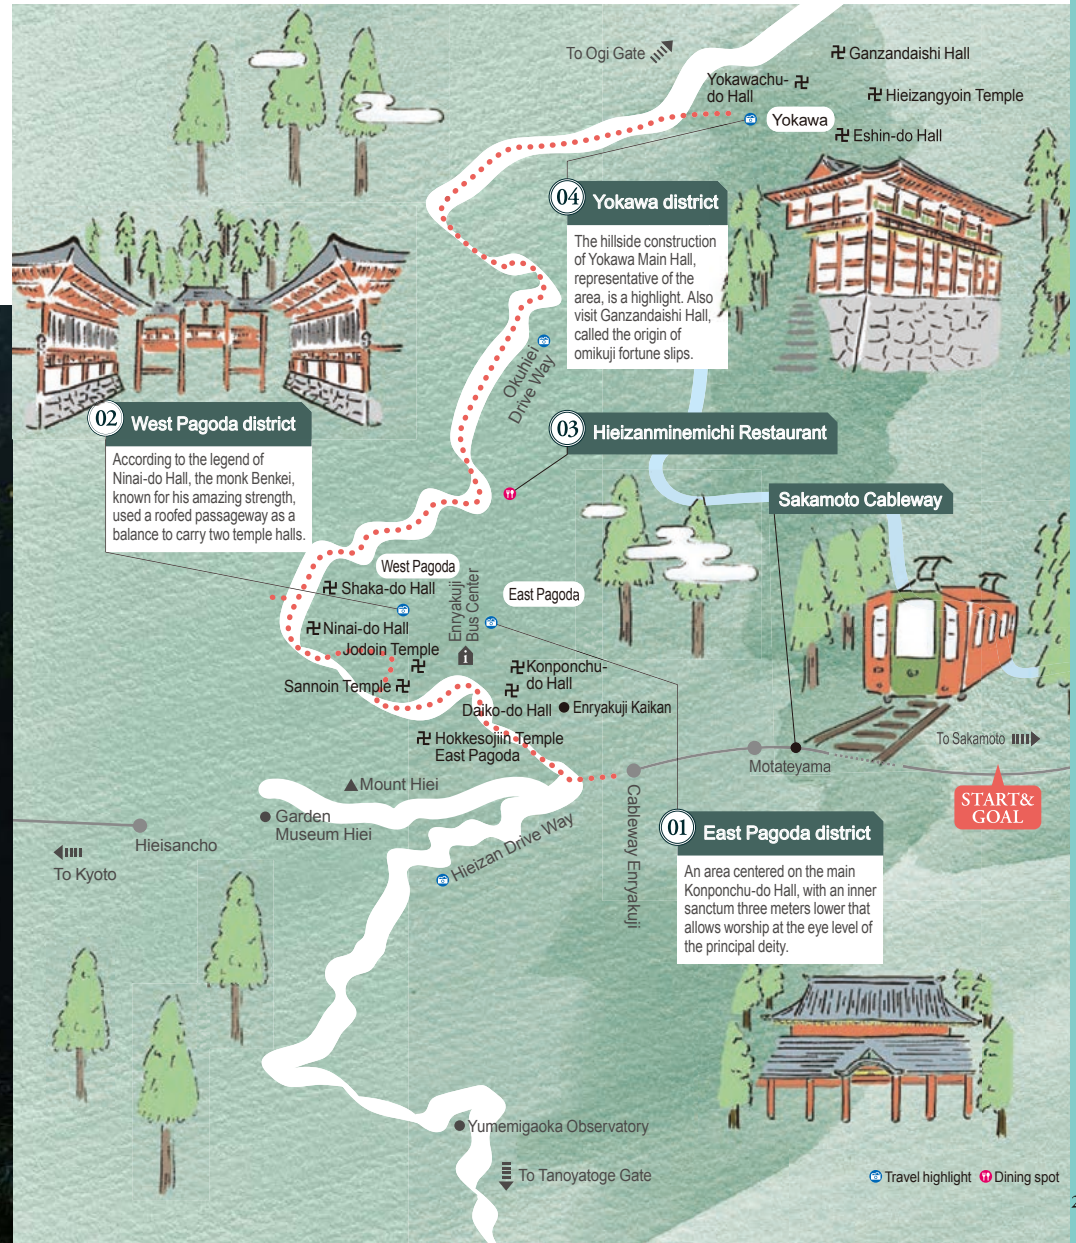 To Ogi Gate
Ganzandaishi Hall
Yokawachu-
do Hall
Hieizangyoin Temple
Yokawa
Eshin-do Hall
04 Yokawa district
The hillside construction
of Yokawa Main Hall,
representative of the
area, is a highlight. Also
visit Ganzandaishi Hall,
called the origin of
omikuji fortune slips.
Okuhiei
Drive Way
02 West Pagoda district
According to the legend of
Ninai-do Hall, the monk Benkei,
known for his amazing strength,
used a roofed passageway as a
balance to carry two temple halls.
03 Hieizanminemichi Restaurant
Sakamoto Cableway
West Pagoda
Shaka-do Hall
Enryakuji
Bus Center
East Pagoda
Ninai-do Hall
Jodoin Temple
Sannoin Temple
Konponchu-
do Hall
Daiko-do Hall
Enryakuji Kaikan
Hokkesojiin Temple
East Pagoda
To Sakamoto
Motateyama
START&
GOAL
Mount Hiei
Garden
Museum Hiei
Hieisancho
To Kyoto
Hieizan Drive Way
Cableway Enryakuji
01 East Pagoda district
An area centered on the main
Konponchu-do Hall, with an inner
sanctum three meters lower that
allows worship at the eye level of
the principal deity.
Yumemigaoka Observatory
To Tanoyatoge Gate
Travel highlight
Dining spot